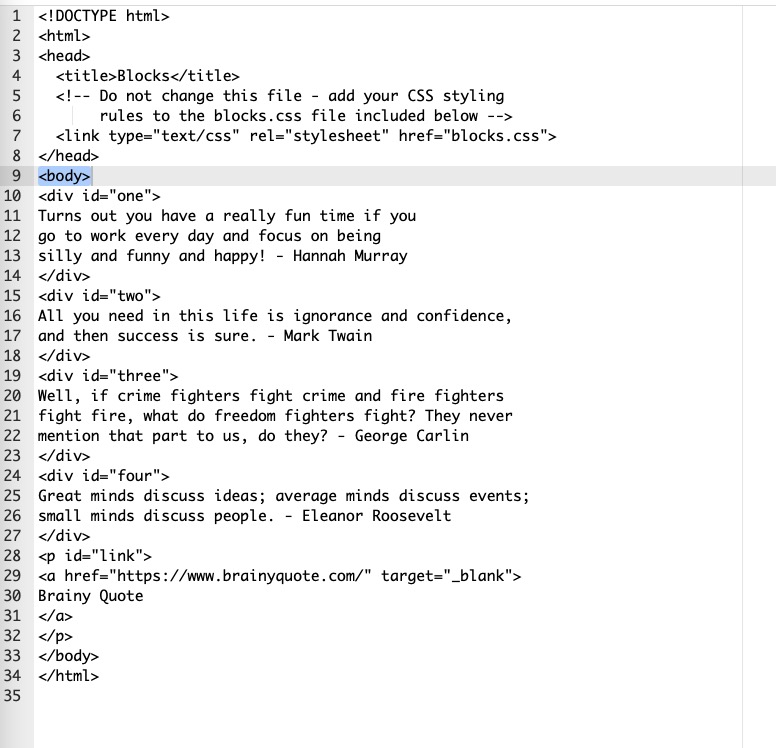 1 <!DOCTYPE html>
2 <html>
3 <head>
4   <title>Blocks</title>
5   <!-- Do not change this file - add your CSS styling
6        rules to the blocks.css file included below -->
7   <link type="text/css" rel="stylesheet" href="blocks.css">
8 </head>
9 <body>
10 <div id="one">
11 Turns out you have a really fun time if you
12 go to work every day and focus on being
13 silly and funny and happy! - Hannah Murray
14 </div>
15 <div id="two">
16 All you need in this life is ignorance and confidence,
17 and then success is sure. - Mark Twain
18 </div>
19 <div id="three">
20 Well, if crime fighters fight crime and fire fighters
21 fight fire, what do freedom fighters fight? They never
22 mention that part to us, do they? - George Carlin
23 </div>
24 <div id="four">
25 Great minds discuss ideas; average minds discuss events;
26 small minds discuss people. - Eleanor Roosevelt
27 </div>
28 <p id="link">
29 <a href="https://www.brainyquote.com/" target="_blank">
30 Brainy Quote
31 </a>
32 </p>
33 </body>
34 </html>
35